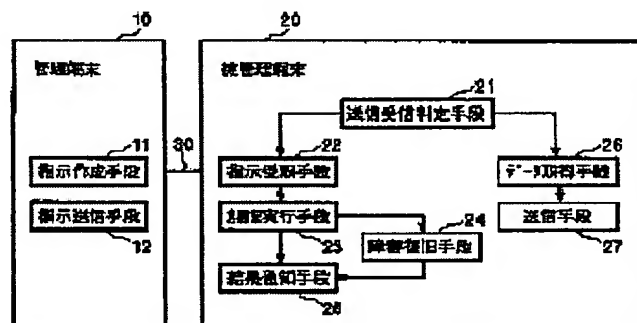 10
20
管理端末
被管理端末
21
送信受信判定手段
11
30
22
26
指示作成手段
指示受取手段
データ取得手段
指示送信手段
実行手段
24
送信手段
12
23
障害復旧手段
27
結果通知手段
25